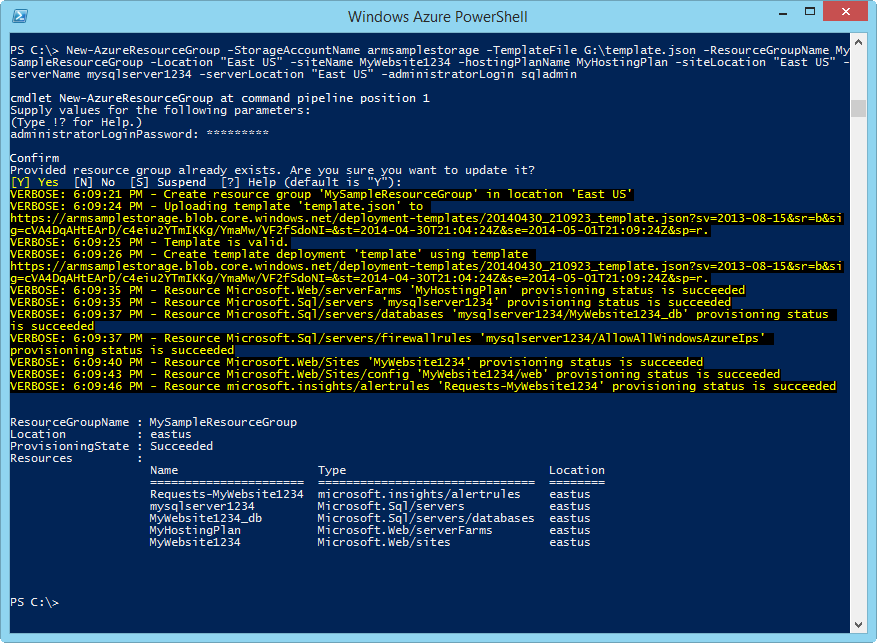 Windows Azure PowerShell
PS C:\> New-AzureResourceGroup -StorageAccountName armsamplestorage -TemplateFile G:\template.json -ResourceGroupName My
SampleResourceGroup -Location "East US" -siteName MyWebsite1234 -hostingPlanName MyHostingPlan -siteLocation "East US" -
serverName mysqlserver1234 -serverLocation "East US" -administratorLogin sqladmin
cmdlet New-AzureResourceGroup at command pipeline position 1
Supply values for the following parameters:
(Type !? for Help.)
administratorLoginPassword: *********
Confirm
Provided resource group already exists. Are you sure you want to update it?
[Y] Yes  [N] No  [S] Suspend  [?] Help (default is "Y"):
VERBOSE: 6:09:21 PM - Create resource group 'MySampleResourceGroup' in location 'East US'
VERBOSE: 6:09:24 PM - Uploading template 'template.json' to
https://armsamplestorage.blob.core.windows.net/deployment-templates/20140430_210923_template.json?sv=2013-08-15&sr=b&si
g=cVA4DqAHtEArD/c4eiu2YTmIKKg/YmaMw/VF2fSdoNI=&st=2014-04-30T21:04:24Z&se=2014-05-01T21:09:24Z&sp=r.
VERBOSE: 6:09:25 PM - Template is valid.
VERBOSE: 6:09:26 PM - Create template deployment 'template' using template
https://armsamplestorage.blob.core.windows.net/deployment-templates/20140430_210923_template.json?sv=2013-08-15&sr=b&si
g=cVA4DqAHtEArD/c4eiu2YTmIKKg/YmaMw/VF2fSdoNI=&st=2014-04-30T21:04:24Z&se=2014-05-01T21:09:24Z&sp=r.
VERBOSE: 6:09:35 PM - Resource Microsoft.Web/serverFarms 'MyHostingPlan' provisioning status is succeeded
VERBOSE: 6:09:35 PM - Resource Microsoft.Sql/servers 'mysqlserver1234' provisioning status is succeeded
VERBOSE: 6:09:37 PM - Resource Microsoft.Sql/servers/databases 'mysqlserver1234/MyWebsite1234_db' provisioning status
is succeeded
VERBOSE: 6:09:37 PM - Resource Microsoft.Sql/servers/firewallrules 'mysqlserver1234/AllowAllWindowsAzureIps'
provisioning status is succeeded
VERBOSE: 6:09:40 PM - Resource Microsoft.Web/Sites 'MyWebsite1234' provisioning status is succeeded
VERBOSE: 6:09:43 PM - Resource Microsoft.Web/Sites/config 'MyWebsite1234/web' provisioning status is succeeded
VERBOSE: 6:09:46 PM - Resource microsoft.insights/alertrules 'Requests-MyWebsite1234' provisioning status is succeeded
ResourceGroupName : MySampleResourceGroup
Location          : eastus
ProvisioningState : Succeeded
Resources         :
Name                    Type                             Location
======================  ===============================  ========
Requests-MyWebsite1234  microsoft.insights/alertrules    eastus
mysqlserver1234         Microsoft.Sql/servers            eastus
MyWebsite1234_db        Microsoft.Sql/servers/databases  eastus
MyHostingPlan           Microsoft.Web/serverFarms        eastus
MyWebsite1234           Microsoft.Web/sites              eastus
PS C:\>